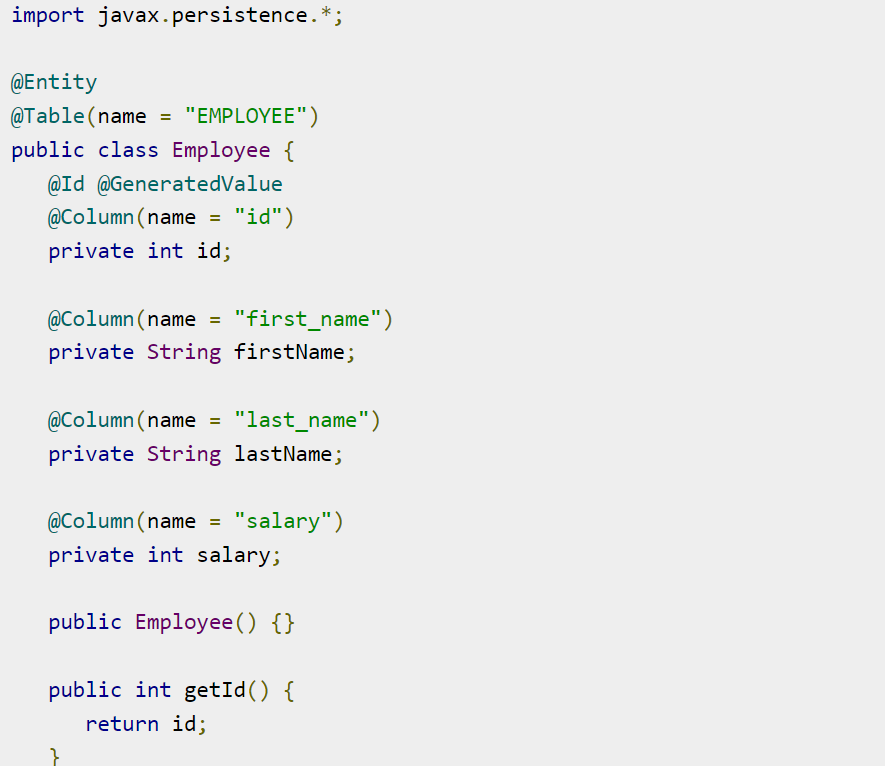 import javax.persistence.*;
@Entity
@Table(name = "EMPLOYEE")
public class Employee {
@Id @GeneratedValue
@Column(name = "id")
private int id;
@Column(name = "first_name")
private String firstName;
@Column(name = "last_name")
private String lastName;
@Column(name = "salary")
private int salary;
public Employee() {}
public int getId() {
return id;
}